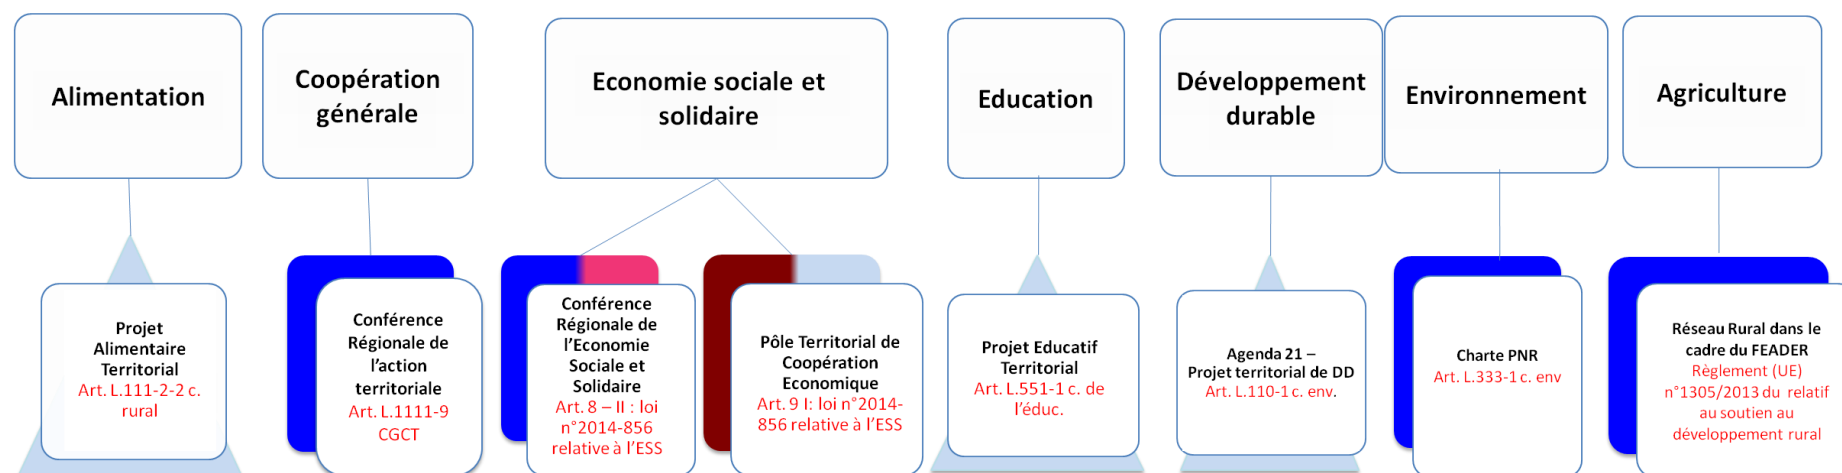 Alimentation
Coopération
générale
Economie sociale et
solidaire
Education
Développement
durable
Environnement
Agriculture
Projet
Alimentaire
Territorial
Art. L.111-2-2 c.
rural
Conférence
Régionale de
l’action
territoriale
Art. L.1111-9
CGCT
Conférence
Régionale de
l’Economie
Sociale et
Solidaire
Art. 8 – II : loi
n°2014-856
relative à l’ESS
Pôle Territorial de
Coopération
Economique
Art. 9 I: loi n°2014-
856 relative à l’ESS
Projet Educatif
Territorial
Art. L.551-1 c. de
l’éduc.
Agenda 21 –
Projet territorial de DD
Art. L.110-1 c. env.
Charte PNR
Art. L.333-1 c. env
Réseau Rural dans le
cadre du FEADER
Règlement (UE)
n°1305/2013 du relatif
au soutien au
développement rural